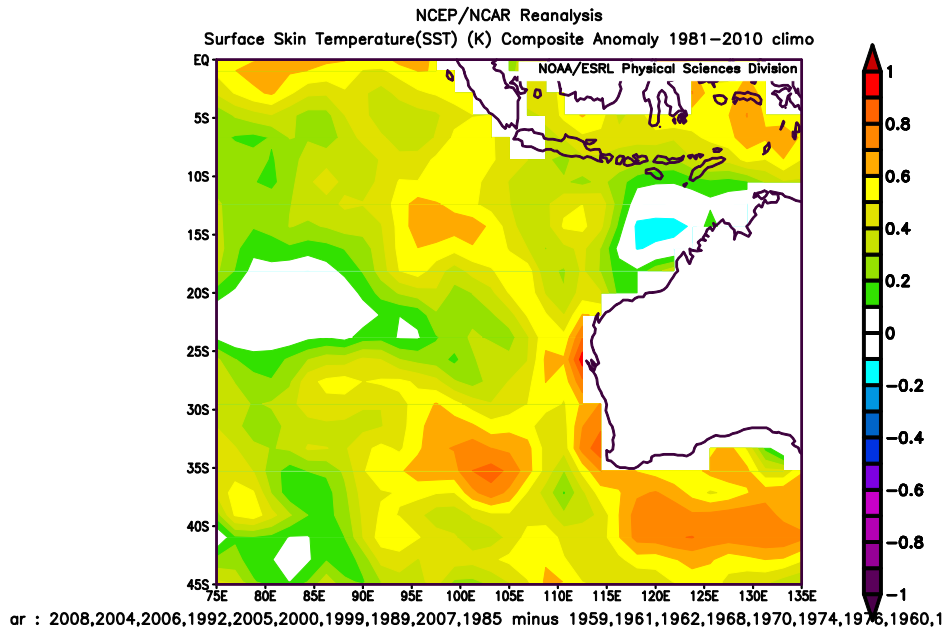 NCEP/NCAR Reanalysis
Surface Skin Temperature(SST) (K) Composite Anomaly 1981-2010 climo
NOAA/ESRL Physical Sciences Division
EQ
5S
10S
15S
20S
25S
30S
35S
40S
45S
75E 80E 85E 90E 95E 100E 105E 110E 115E 120E 125E 130E 135E
1
0.8
0.6
0.4
0.2
0
-0.2
-0.4
-0.6
-0.8
-1
ar : 2008,2004,2006,1992,2005,2000,1999,1989,2007,1985 minus 1959,1961,1962,1968,1970,1974,1976,1960,1